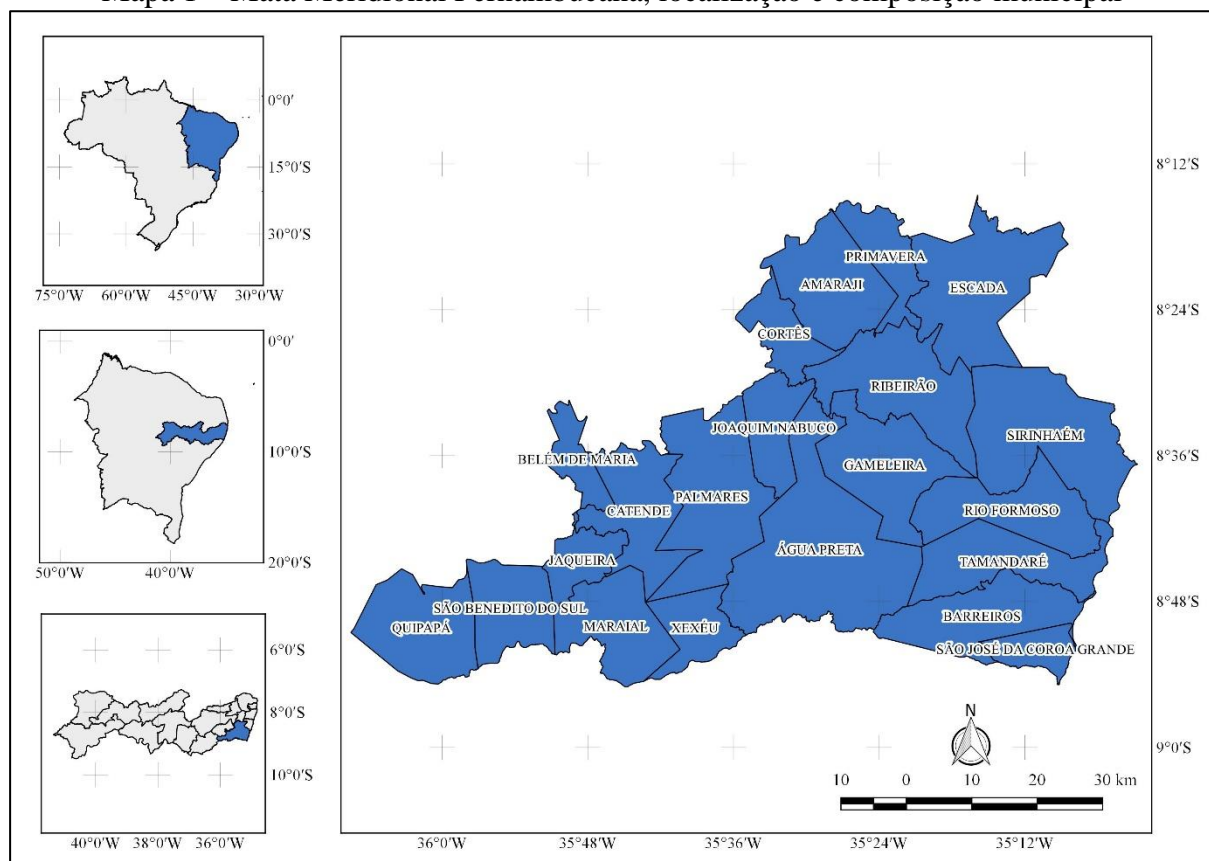 Mapa 1 – Mata Meridional Pernambucana, localização e composição municipal
0°0′
15°0′S
30°0′S
75°0′W 60°0′W 45°0′W 30°0′W
0°0′
10°0′S
20°0′S
50°0′W 40°0′W
6°0′S
8°0′S
10°0′S
40°0′W 38°0′W 36°0′W
8°12′S
8°24′S
8°36′S
8°48′S
9°0′S
PRIMAVERA
AMARAJI
ESCADA
CORTÊS
RIBEIRÃO
JOAQUIM NABUCO
SIRINHAÉM
BELÉM DE MARIA
GAMELEIRA
PALMARES
CATENDE
RIO FORMOSO
ÁGUA PRETA
JAQUEIRA
TAMANDARÉ
SÃO BENEDITO DO SUL
BARREIROS
QUIPAPÁ
MARAIAL
XEXÉU
SÃO JOSÉ DA COROA GRANDE
N
10 0 10 20 30 km
36°0′W 35°48′W 35°36′W 35°24′W 35°12′W